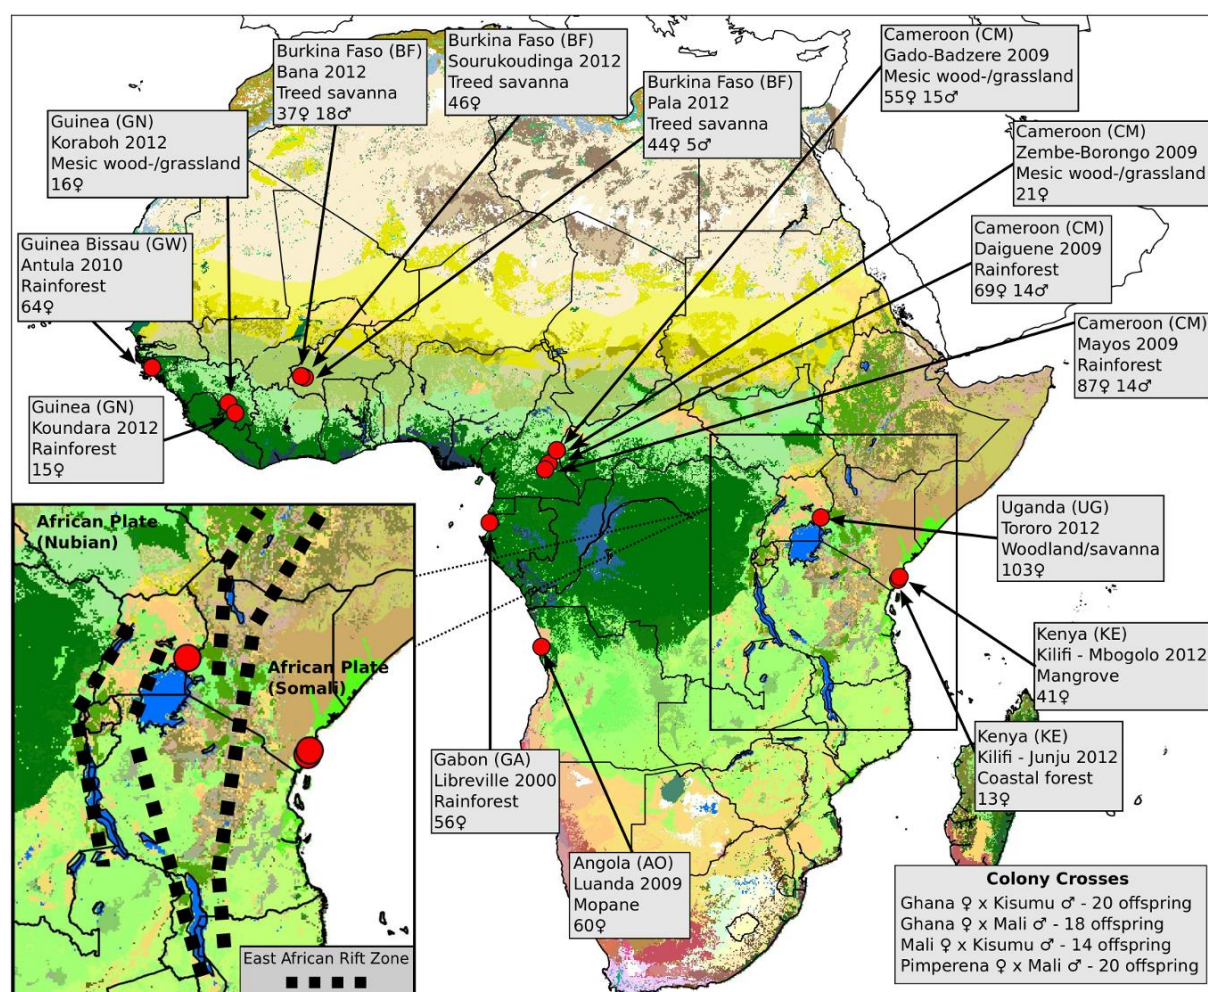 Burkina Faso (BF)
Bana 2012
Treed savanna
37♀ 18♂
Burkina Faso (BF)
Sourukoudinga 2012
Treed savanna
46♀
Burkina Faso (BF)
Pala 2012
Treed savanna
44♀ 5♂
Cameroon (CM)
Gado-Badzere 2009
Mesic wood-/grassland
55♀ 15♂
Guinea (GN)
Koraboh 2012
Mesic wood-/grassland
16♀
Cameroon (CM)
Zembe-Borongo 2009
Mesic wood-/grassland
21♀
Guinea Bissau (GW)
Antula 2010
Rainforest
64♀
Cameroon (CM)
Daiguene 2009
Rainforest
69♀ 14♂
Cameroon (CM)
Mayos 2009
Rainforest
87♀ 14♂
Guinea (GN)
Koundara 2012
Rainforest
15♀
Uganda (UG)
Tororo 2012
Woodland/savanna
103♀
African Plate
(Nubian)
African Plate
(Somali)
East African Rift Zone
Kenya (KE)
Kilifi - Mbogolo 2012
Mangrove
41♀
Kenya (KE)
Kilifi - Junju 2012
Coastal forest
13♀
Gabon (GA)
Libreville 2000
Rainforest
56♀
Angola (AO)
Luanda 2009
Mopane
60♀
Colony Crosses
Ghana ♀ x Kisumu ♂ - 20 offspring
Ghana ♀ x Mali ♂ - 18 offspring
Mali ♀ x Kisumu ♂ - 14 offspring
Pimperena ♀ x Mali ♂ - 20 offspring